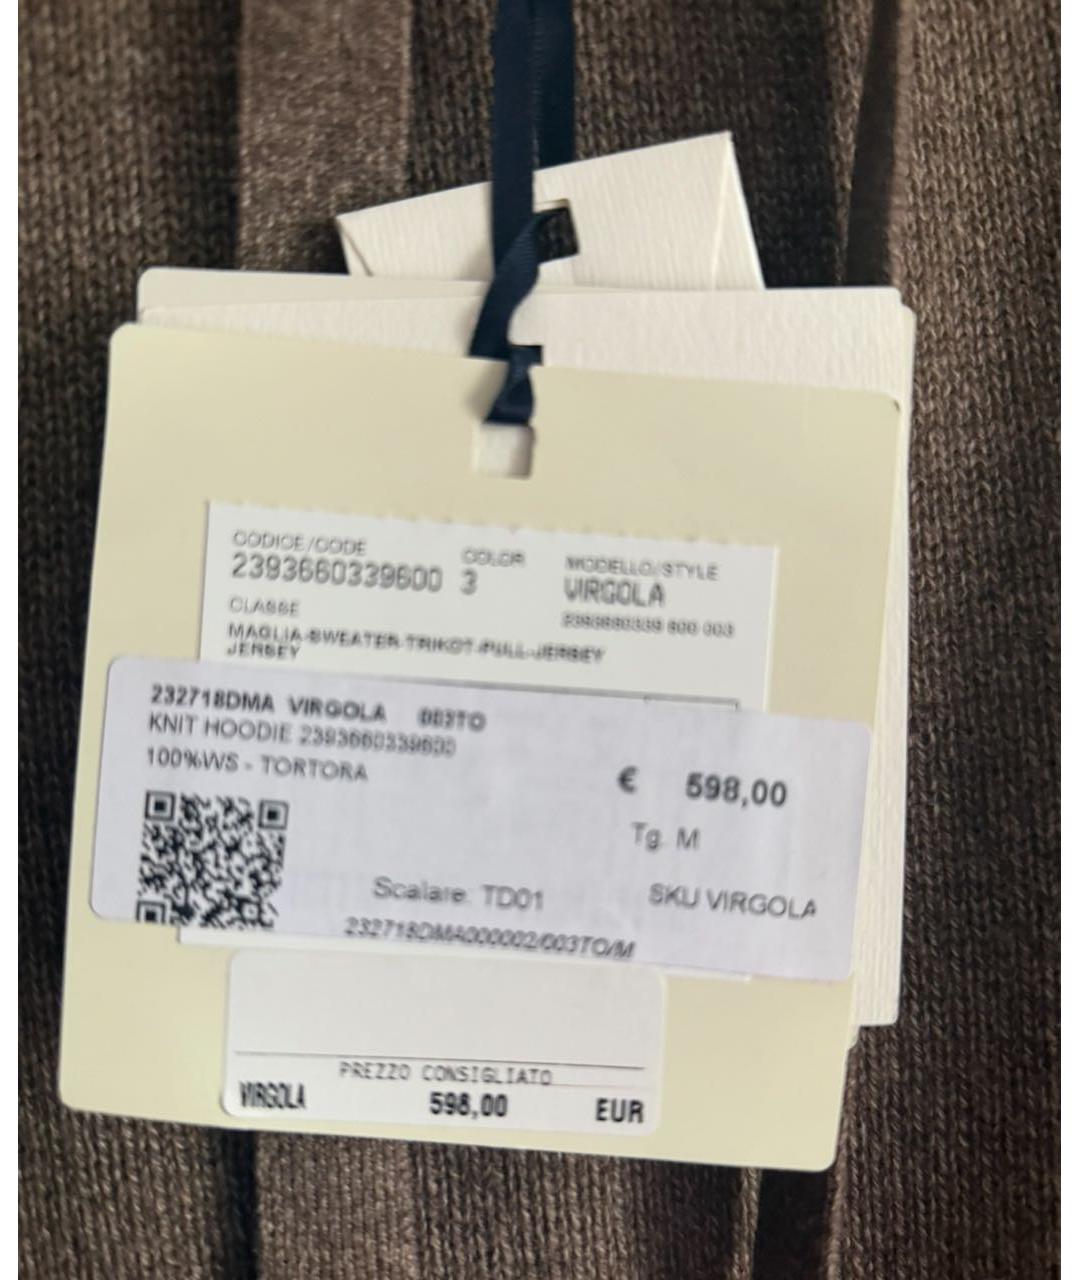 CODICE/CODE COLOR MODELLO/STYLE
2393660339600 3 VIRGOLA
CLASSE 2393660339 600 003
MAGLIA-SWEATER-TRIKOT-PULL-JERSEY
JERSEY
232718DMA VIRGOLA 003TO
KNIT HOODIE 2393660339600
100%WS - TORTORA
€ 598,00
Tg. M
Scalare: TD01 SKU VIRGOLA
232718DMA000002/003TO/M
PREZZO CONSIGLIATO
VIRGOLA 598,00 EUR